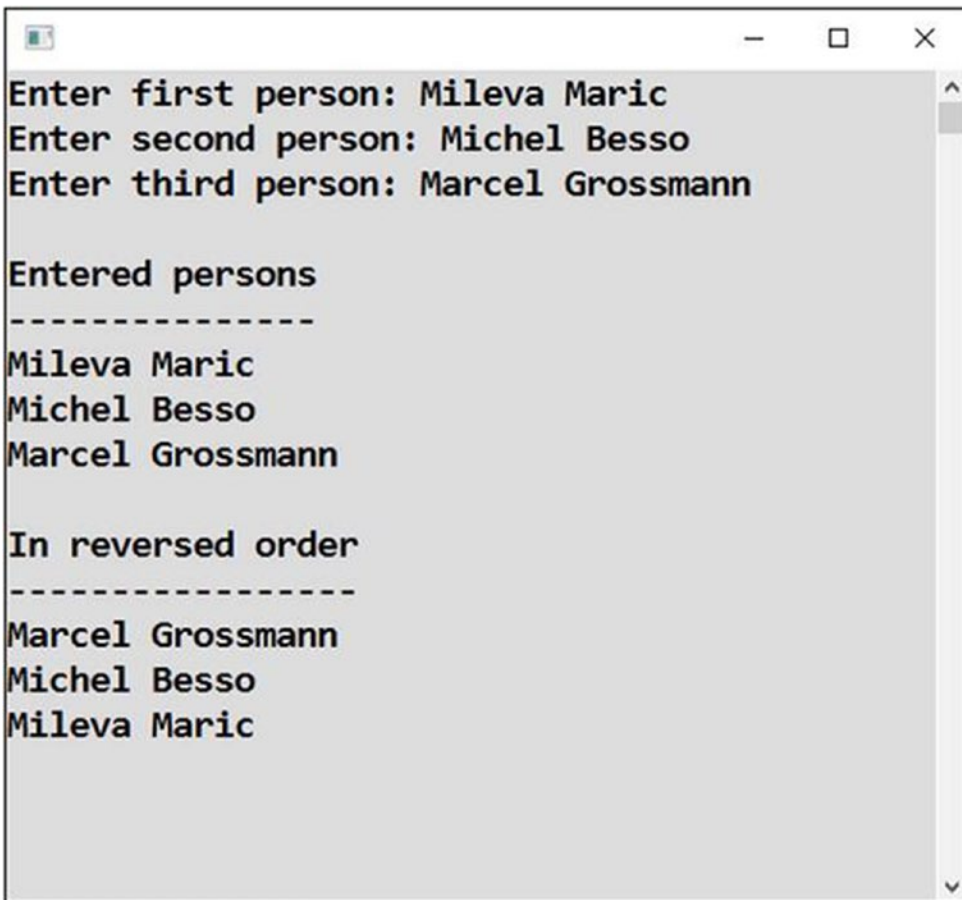 Enter first person: Mileva Maric
Enter second person: Michel Besso
Enter third person: Marcel Grossmann
Entered persons
---------------
Mileva Maric
Michel Besso
Marcel Grossmann
In reversed order
-----------------
Marcel Grossmann
Michel Besso
Mileva Maric